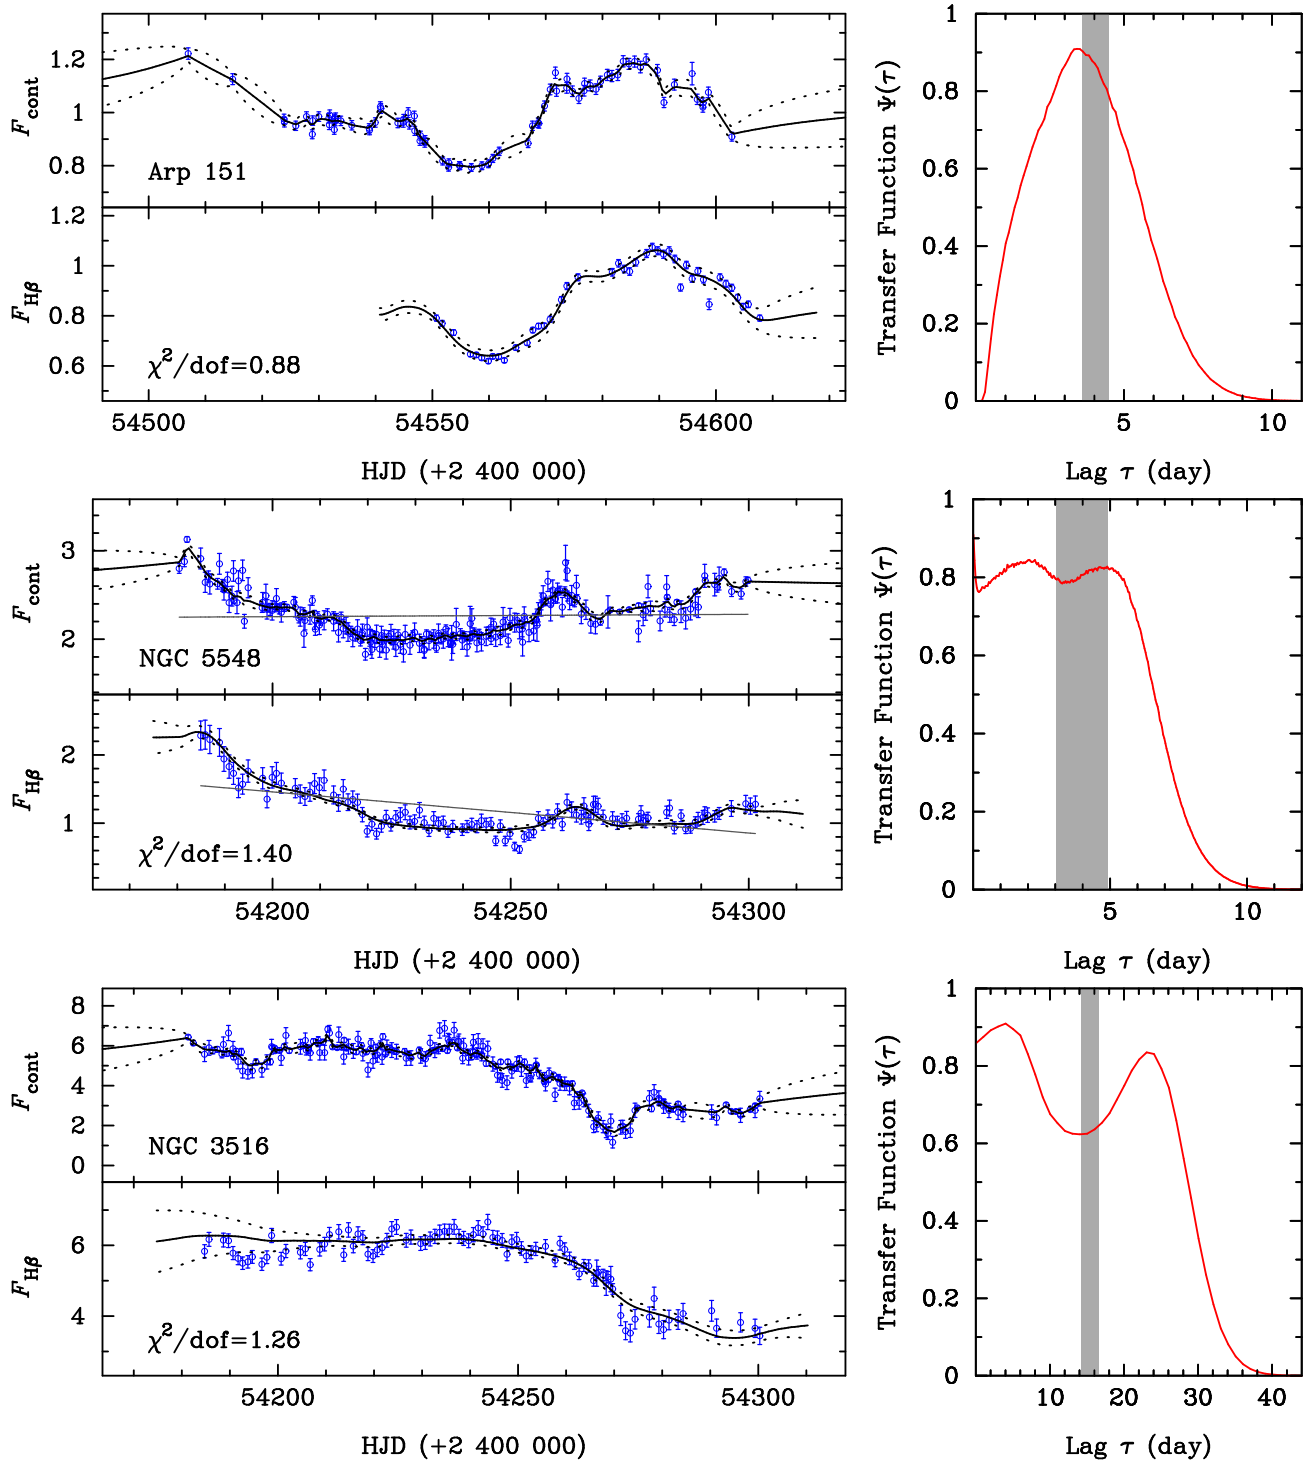 1.2
1
0.8
F_cont
Arp 151
1.2
1
0.8
0.6
F_Hβ
χ²/dof=0.88
54500 54550 54600
HJD (+2 400 000)
1
0.8
0.6
0.4
0.2
0
Transfer Function Ψ(τ)
1 5 11
Lag τ (day)
3
2
F_cont
NGC 5548
2
1
F_Hβ
χ²/dof=1.40
54200 54250 54300
HJD (+2 400 000)
1
0.8
0.6
0.4
0.2
0
Transfer Function Ψ(τ)
5 10
Lag τ (day)
8
6
4
2
0
F_cont
NGC 3516
6
4
F_Hβ
χ²/dof=1.26
54200 54250 54300
HJD (+2 400 000)
1
0.8
0.6
0.4
0.2
0
Transfer Function Ψ(τ)
10 20 30 40
Lag τ (day)